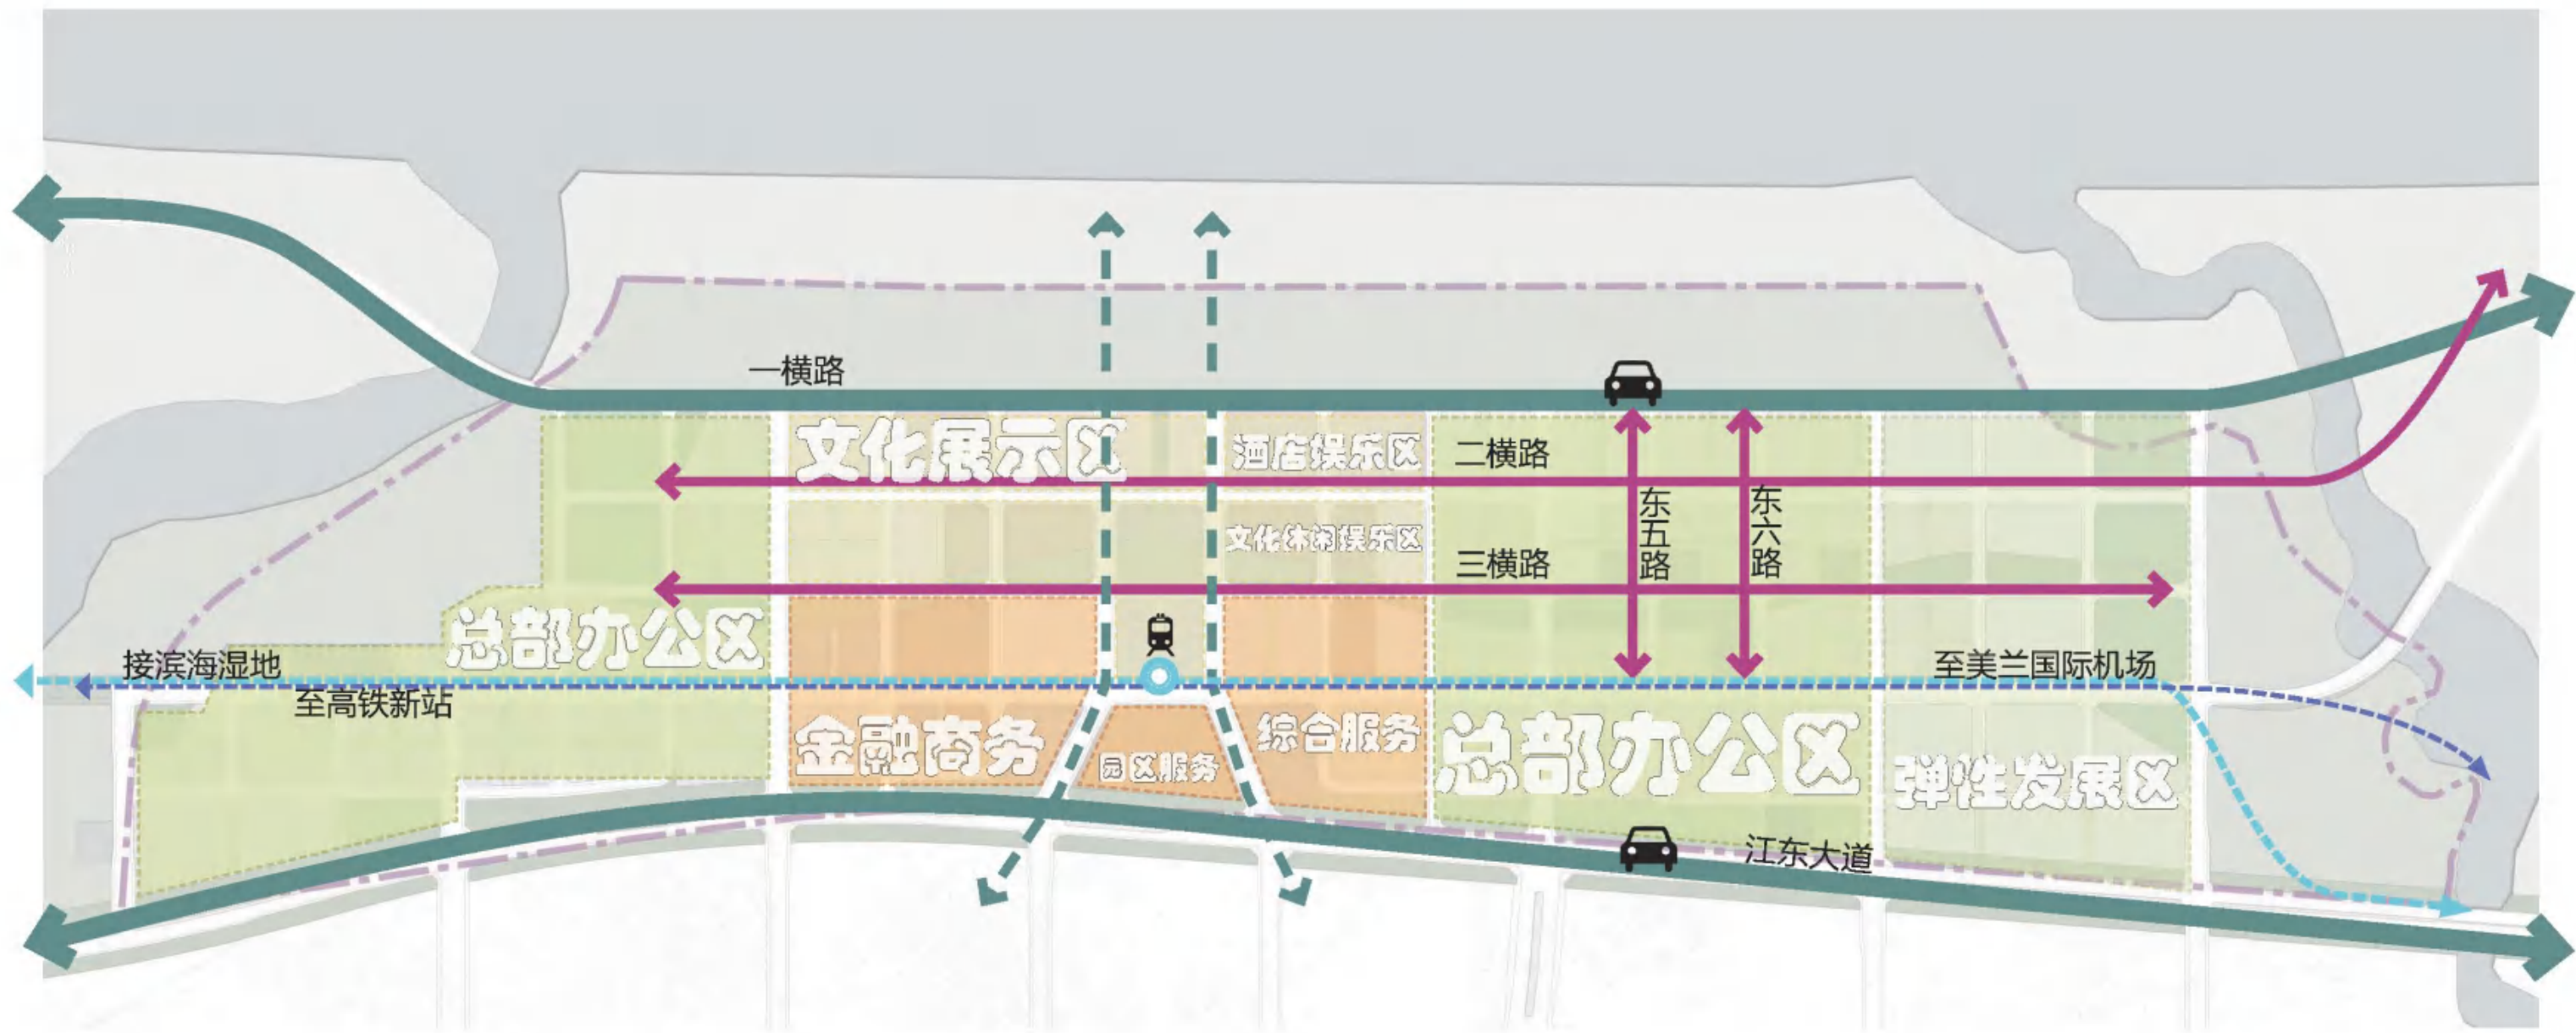 一横路
文化展示区
酒店娱乐区
二横路
东五路
东六路
文化休闲娱乐区
三横路
总部办公区
接滨海湿地
至高铁新站
至美兰国际机场
金融商务
园区服务
综合服务
总部办公区
弹性发展区
江东大道